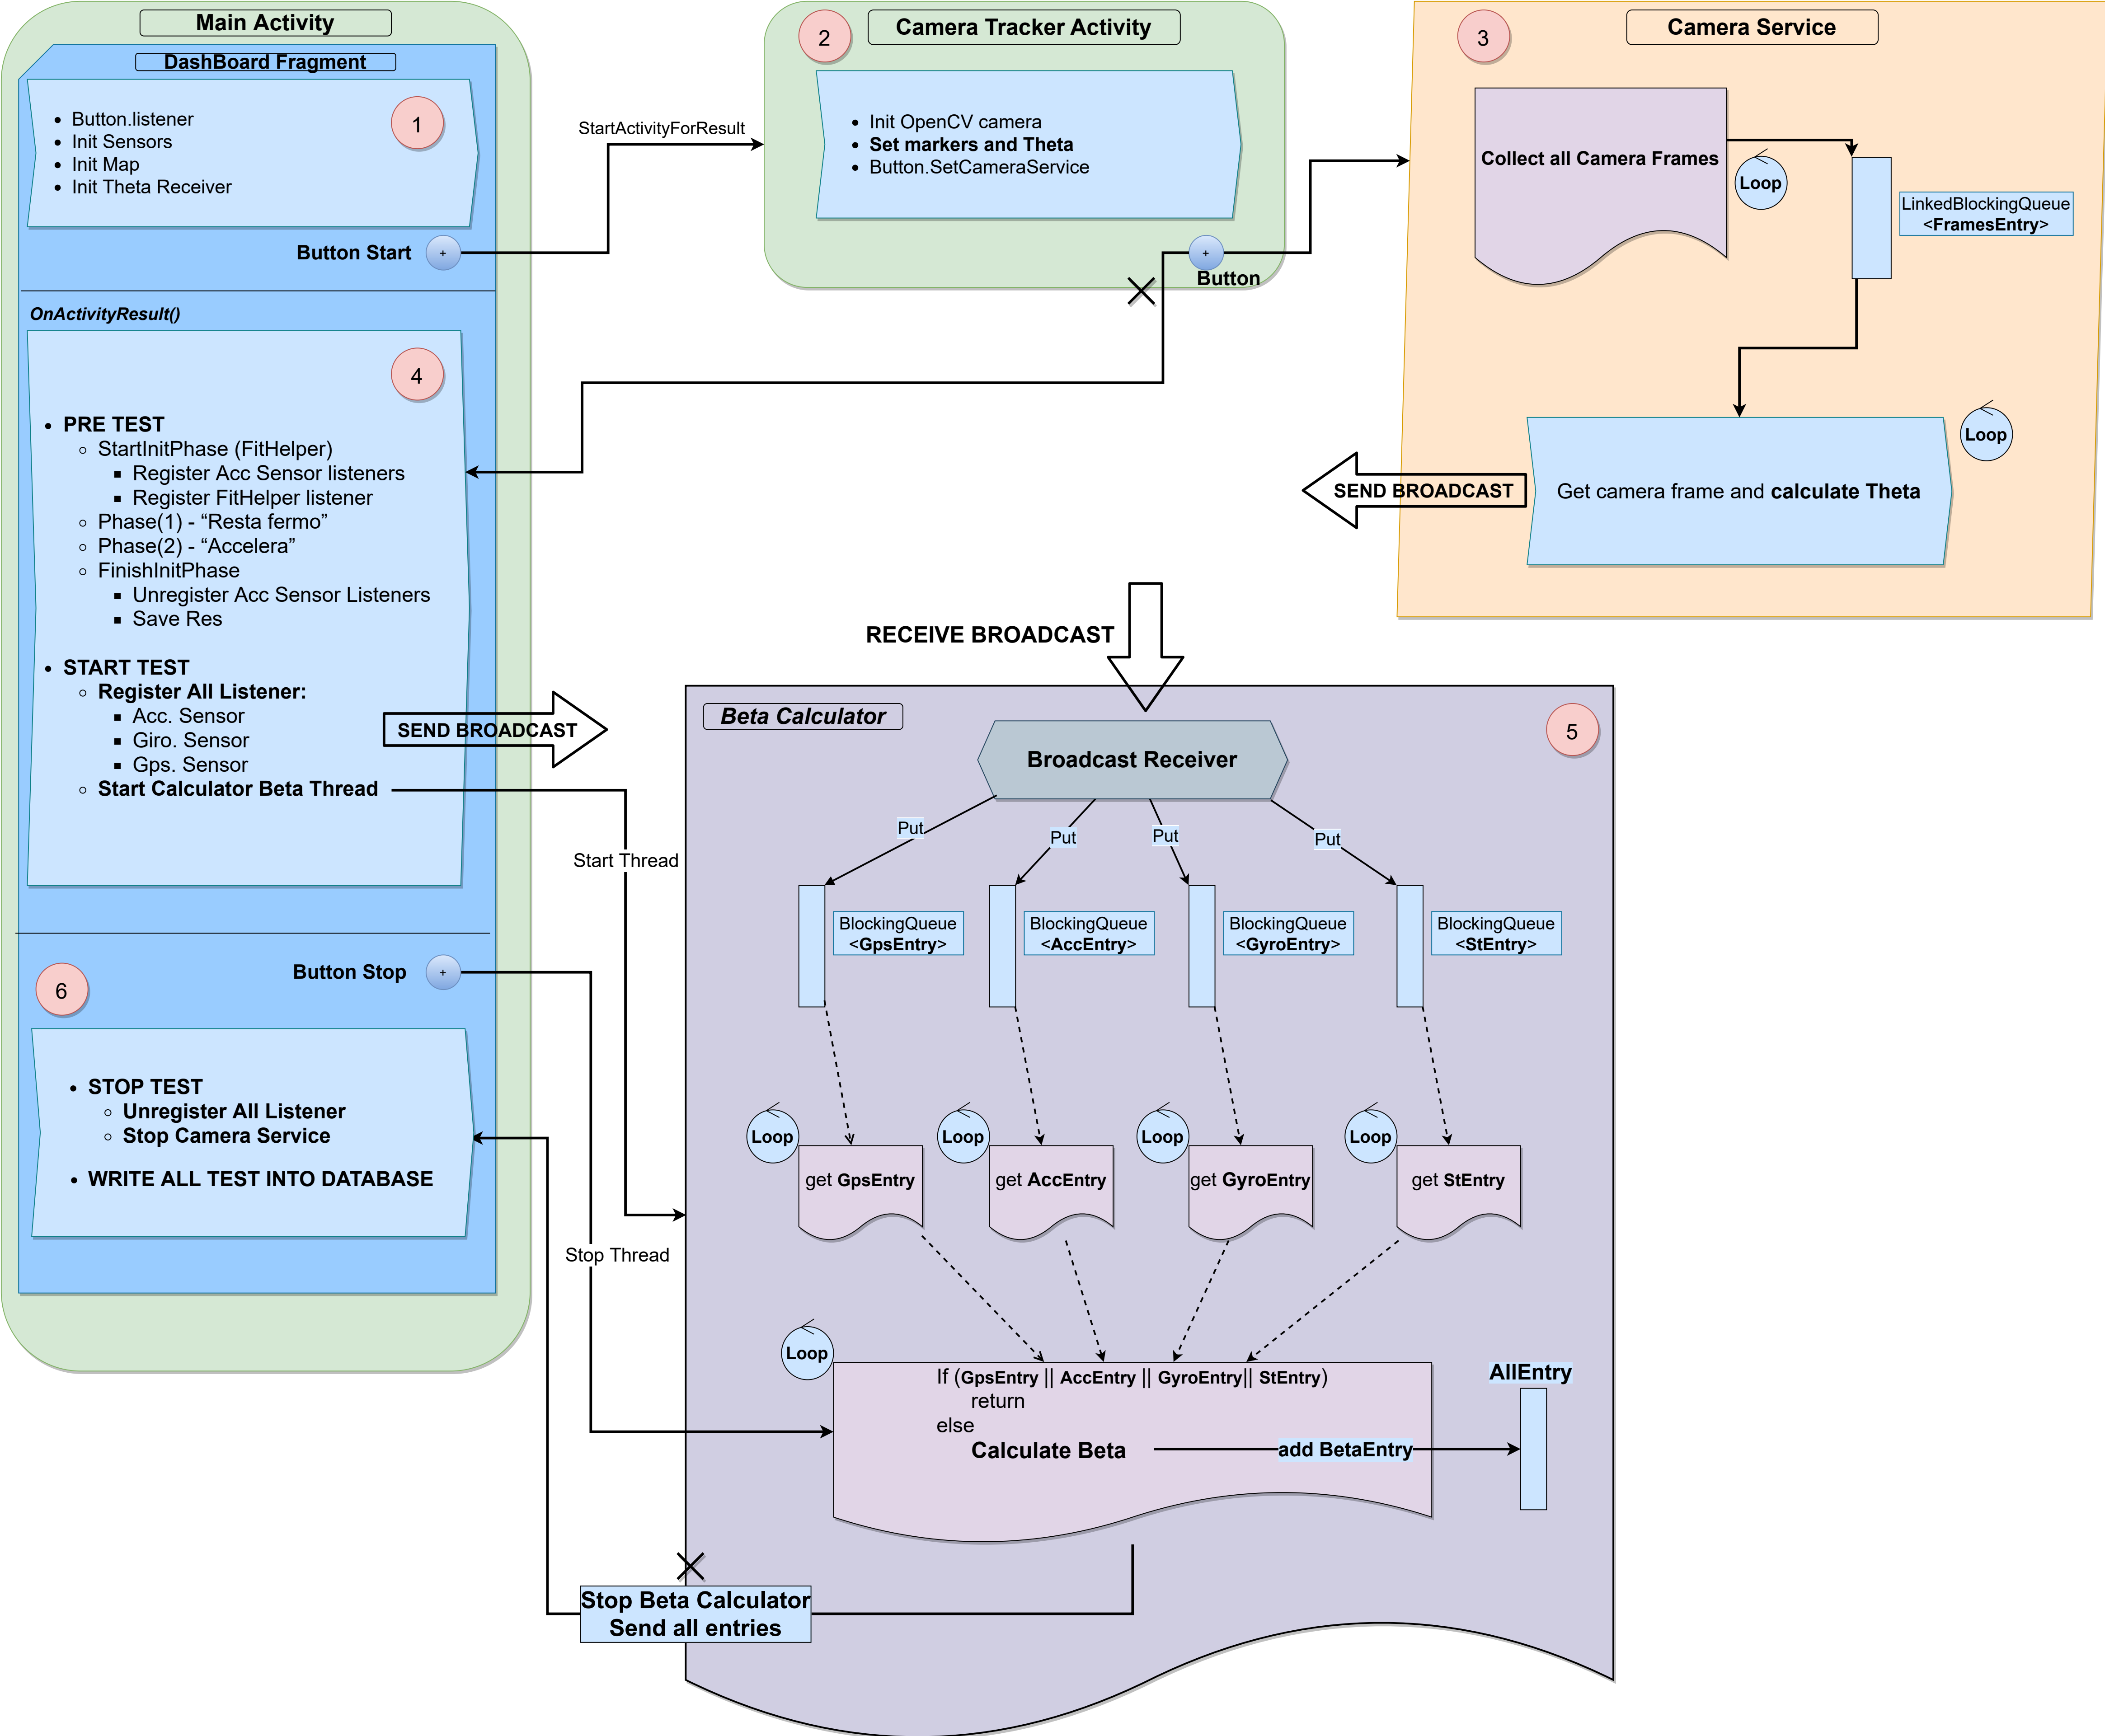 Main Activity
DashBoard Fragment
1
Button.listener
Init Sensors
Init Map
Init Theta Receiver
Button Start
+
StartActivityForResult
2
Camera Tracker Activity
Init OpenCV camera
Set markers and Theta
Button.SetCameraService
+
Button
3
Camera Service
Collect all Camera Frames
Loop
LinkedBlockingQueue
<FramesEntry>
Loop
Get camera frame and calculate Theta
SEND BROADCAST
OnActivityResult()
4
PRE TEST
StartInitPhase (FitHelper)
Register Acc Sensor listeners
Register FitHelper listener
Phase(1) - “Resta fermo”
Phase(2) - “Accelera”
FinishInitPhase
Unregister Acc Sensor Listeners
Save Res
START TEST
Register All Listener:
Acc. Sensor
Giro. Sensor
Gps. Sensor
Start Calculator Beta Thread
SEND BROADCAST
Start Thread
RECEIVE BROADCAST
Beta Calculator
5
Broadcast Receiver
Put
Put
Put
Put
BlockingQueue
<GpsEntry>
BlockingQueue
<AccEntry>
BlockingQueue
<GyroEntry>
BlockingQueue
<StEntry>
Loop
Loop
Loop
Loop
get GpsEntry
get AccEntry
get GyroEntry
get StEntry
Loop
If (GpsEntry || AccEntry || GyroEntry|| StEntry)
return
else
Calculate Beta
add BetaEntry
AllEntry
Button Stop
+
6
STOP TEST
Unregister All Listener
Stop Camera Service
WRITE ALL TEST INTO DATABASE
Stop Thread
Stop Beta Calculator
Send all entries